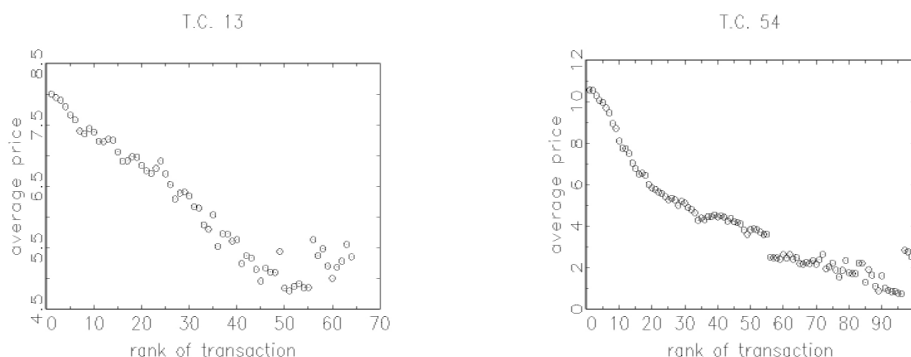 T.C. 13
T.C. 54
average price
8.5
7.5
6.5
5.5
4.5
0 10 20 30 40 50 60 70
rank of transaction
average price
12
10
8
6
4
2
0
0 10 20 30 40 50 60 70 80 90
rank of transaction